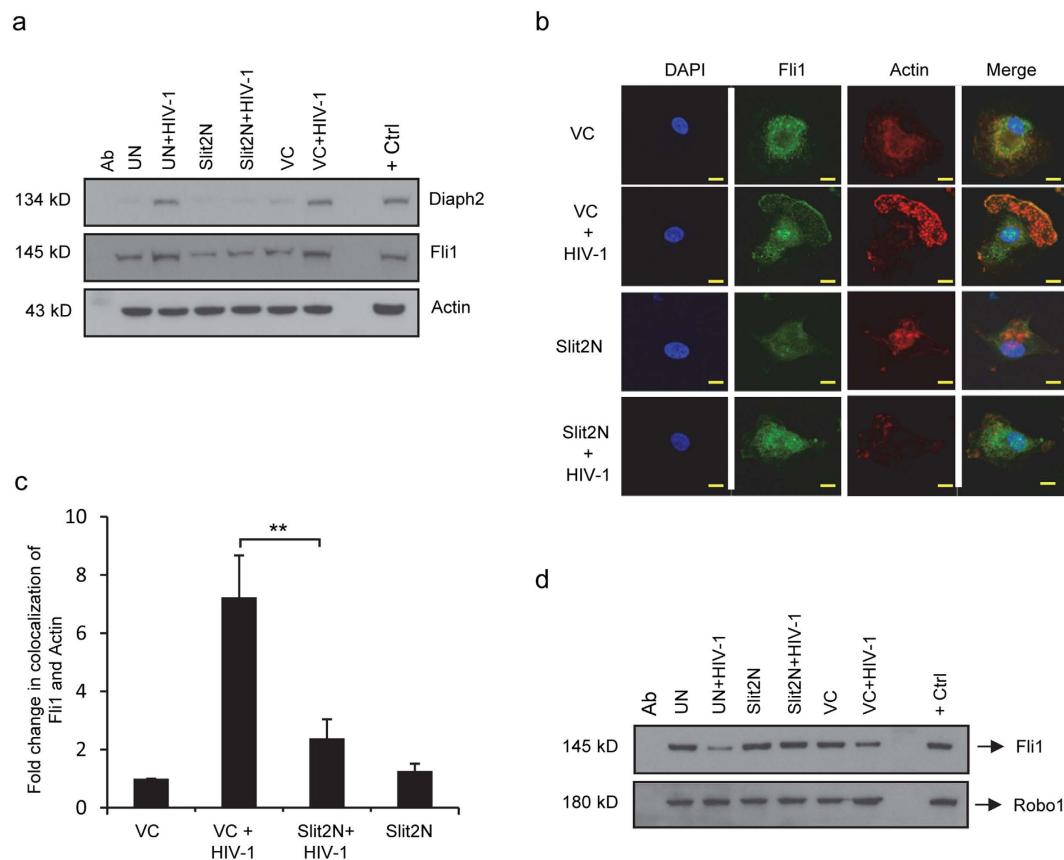 a
Ab
UN
UN+HIV-1
Slit2N
Slit2N+HIV-1
VC
VC+HIV-1
+ Ctrl
134 kD
Diaph2
145 kD
Fli1
43 kD
Actin
b
DAPI
Fli1
Actin
Merge
VC
VC
+
HIV-1
Slit2N
Slit2N
+
HIV-1
c
Fold change in colocalization of
Fli1 and Actin
10
8
6
4
2
0
**
VC
VC +
HIV-1
Slit2N+
HIV-1
Slit2N
d
Ab
UN
UN+HIV-1
Slit2N
Slit2N+HIV-1
VC
VC+HIV-1
+ Ctrl
145 kD
Fli1
180 kD
Robo1